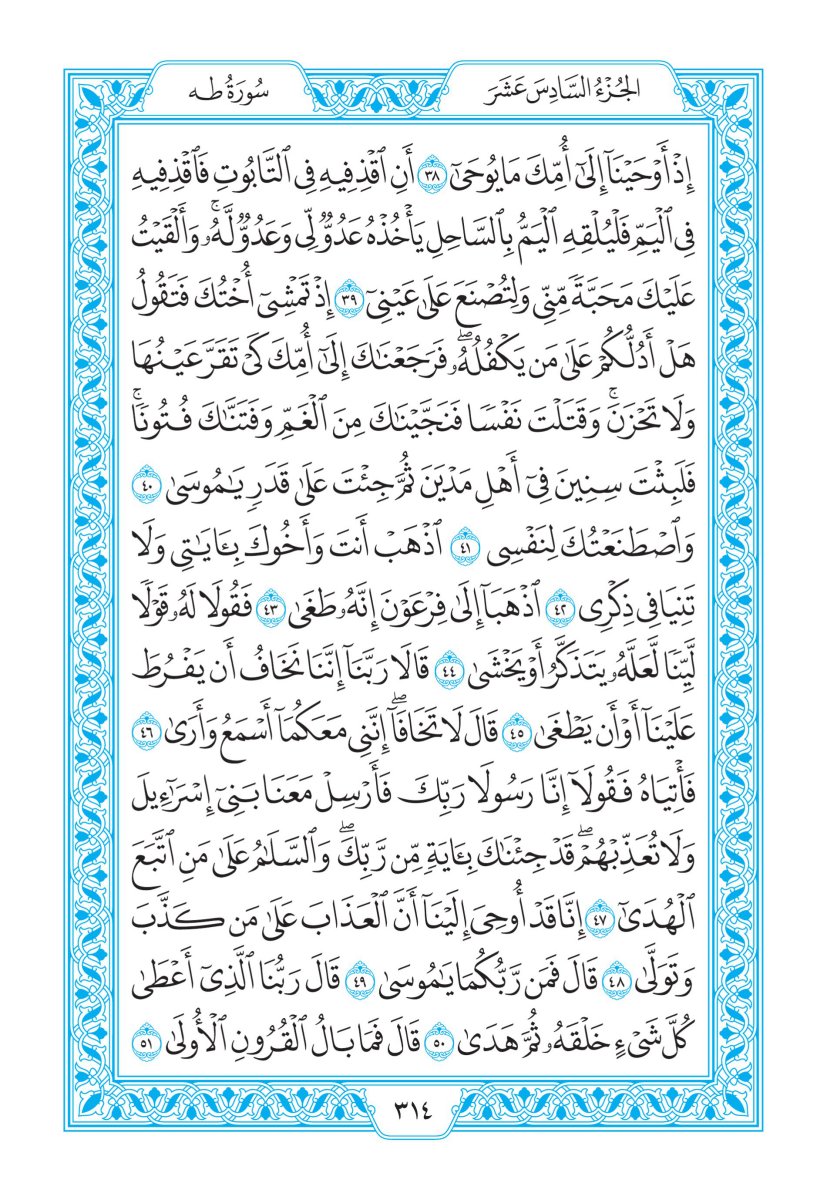 الجُزْءُ السَّادِسَ عَشَرَ
سُورَةُ طه
إِذۡ أَوۡحَيۡنَآ إِلَىٰٓ أُمِّكَ مَا يُوحَىٰٓ ٣٨ أَنِ ٱقۡذِفِيهِ فِي ٱلتَّابُوتِ فَٱقۡذِفِيهِ
فِي ٱلۡيَمِّ فَلۡيُلۡقِهِ ٱلۡيَمُّ بِٱلسَّاحِلِ يَأۡخُذۡهُ عَدُوّٞ لِّي وَعَدُوّٞ لَّهُۥۚ وَأَلۡقَيۡتُ
عَلَيۡكَ مَحَبَّةٗ مِّنِّي وَلِتُصۡنَعَ عَلَىٰ عَيۡنِيٓ ٣٩ إِذۡ تَمۡشِيٓ أُخۡتُكَ فَتَقُولُ
هَلۡ أَدُلُّكُمۡ عَلَىٰ مَن يَكۡفُلُهُۥۖ فَرَجَعۡنَٰكَ إِلَىٰٓ أُمِّكَ كَيۡ تَقَرَّ عَيۡنُهَا
وَلَا تَحۡزَنَۚ وَقَتَلۡتَ نَفۡسٗا فَنَجَّيۡنَٰكَ مِنَ ٱلۡغَمِّ وَفَتَنَّٰكَ فُتُونٗاۚ
فَلَبِثۡتَ سِنِينَ فِيٓ أَهۡلِ مَدۡيَنَ ثُمَّ جِئۡتَ عَلَىٰ قَدَرٖ يَٰمُوسَىٰ ٤٠
وَٱصۡطَنَعۡتُكَ لِنَفۡسِي ٤١ ٱذۡهَبۡ أَنتَ وَأَخُوكَ بِـَٔايَٰتِي وَلَا
تَنِيَا فِي ذِكۡرِي ٤٢ ٱذۡهَبَآ إِلَىٰ فِرۡعَوۡنَ إِنَّهُۥ طَغَىٰ ٤٣ فَقُولَا لَهُۥ قَوۡلٗا
لَّيِّنٗا لَّعَلَّهُۥ يَتَذَكَّرُ أَوۡ يَخۡشَىٰ ٤٤ قَالَا رَبَّنَآ إِنَّنَا نَخَافُ أَن يَفۡرُطَ
عَلَيۡنَآ أَوۡ أَن يَطۡغَىٰ ٤٥ قَالَ لَا تَخَافَآۖ إِنَّنِي مَعَكُمَآ أَسۡمَعُ وَأَرَىٰ ٤٦
فَأۡتِيَاهُ فَقُولَآ إِنَّا رَسُولَا رَبِّكَ فَأَرۡسِلۡ مَعَنَا بَنِيٓ إِسۡرَٰٓءِيلَ
وَلَا تُعَذِّبۡهُمۡۖ قَدۡ جِئۡنَٰكَ بِـَٔايَةٖ مِّن رَّبِّكَۖ وَٱلسَّلَٰمُ عَلَىٰ مَنِ ٱتَّبَعَ
ٱلۡهُدَىٰٓ ٤٧ إِنَّا قَدۡ أُوحِيَ إِلَيۡنَآ أَنَّ ٱلۡعَذَابَ عَلَىٰ مَن كَذَّبَ
وَتَوَلَّىٰ ٤٨ قَالَ فَمَن رَّبُّكُمَا يَٰمُوسَىٰ ٤٩ قَالَ رَبُّنَا ٱلَّذِيٓ أَعۡطَىٰ
كُلَّ شَيۡءٍ خَلۡقَهُۥ ثُمَّ هَدَىٰ ٥٠ قَالَ فَمَا بَالُ ٱلۡقُرُونِ ٱلۡأُولَىٰ ٥١
٣١٤